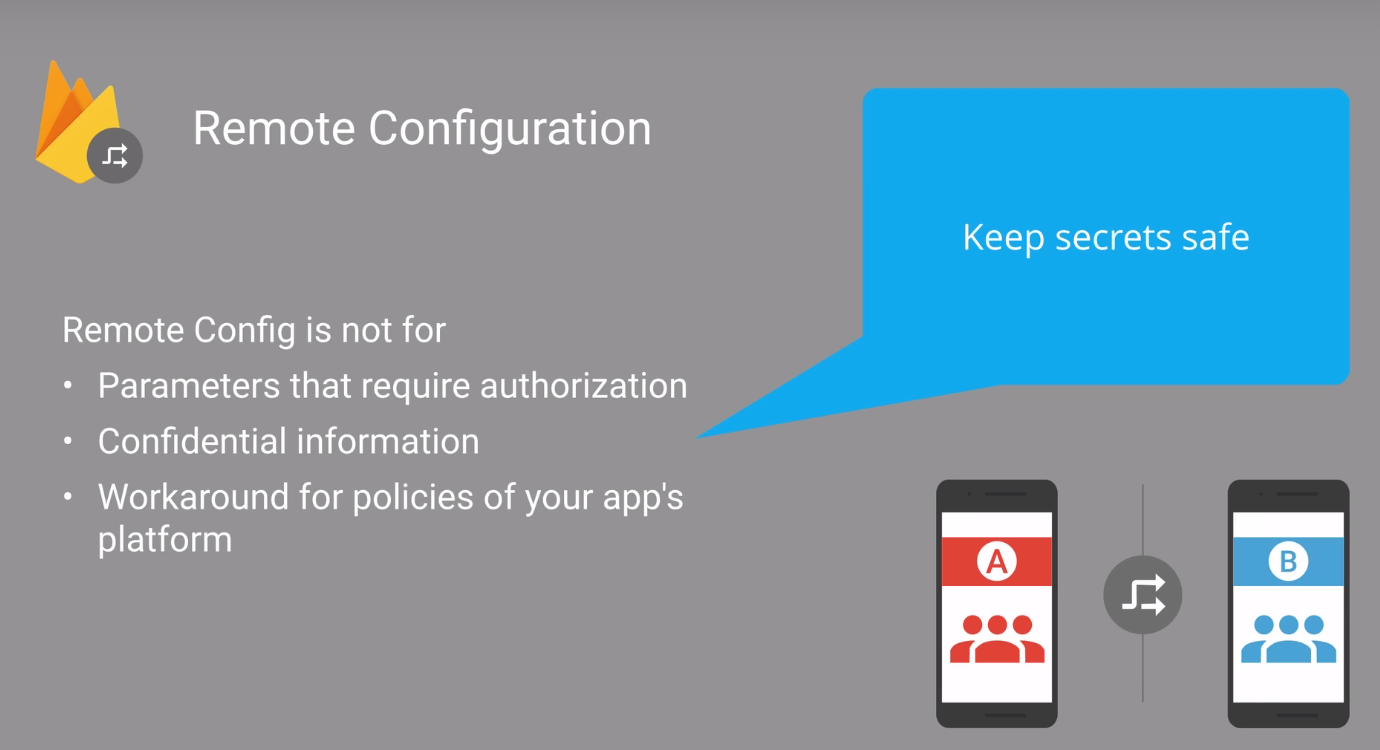 Remote Configuration
Keep secrets safe
Remote Config is not for
• Parameters that require authorization
• Confidential information
• Workaround for policies of your app's
platform
A
B